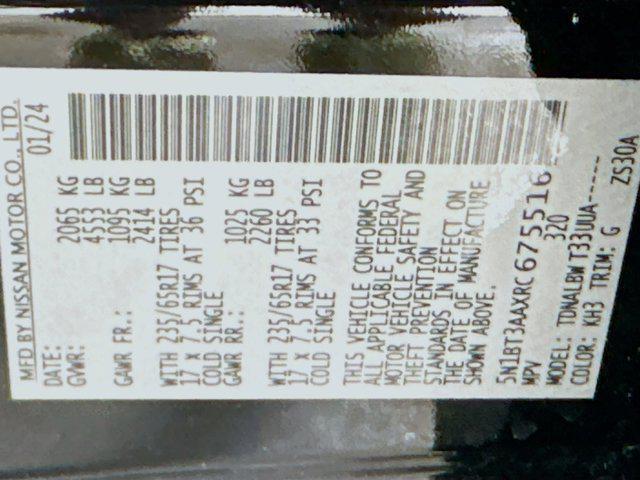 MFD BY NISSAN MOTOR CO., LTD.
DATE: 01/24
GVWR: 2065 KG
4553 LB
GAWR FR.: 1095 KG
2414 LB
WITH 235/65R17 TIRES
17 X 7.5 RIMS AT 36 PSI
COLD SINGLE
GAWR RR.: 1025 KG
2260 LB
WITH 235/65R17 TIRES
17 X 7.5 RIMS AT 33 PSI
COLD SINGLE
THIS VEHICLE CONFORMS TO
ALL APPLICABLE FEDERAL
MOTOR VEHICLE SAFETY AND
THEFT PREVENTION
STANDARDS IN EFFECT ON
THE DATE OF MANUFACTURE
SHOWN ABOVE.
5N1BT3AAXRC675516
MPV 320
MODEL: TDNALBW T33UUA-----
COLOR: KH3 TRIM: G ZS30A